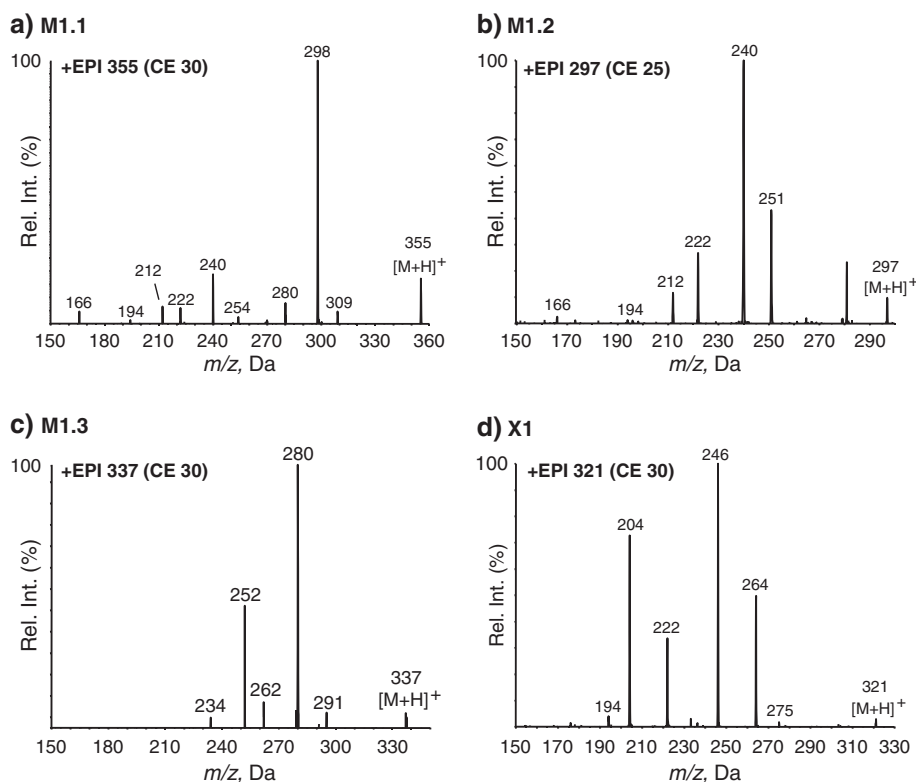 a) M1.1
+EPI 355 (CE 30)
Rel. Int. (%)
100
298
355
[M+H]+
240
212
280
166
194
222
254
309
150 180 210 240 270 300 330 360
m/z, Da
b) M1.2
+EPI 297 (CE 25)
Rel. Int. (%)
100
240
251
222
212
297
[M+H]+
166
194
150 170 190 210 230 250 270 290
m/z, Da
c) M1.3
+EPI 337 (CE 30)
Rel. Int. (%)
100
280
252
337
[M+H]+
262
234
291
150 180 210 240 270 300 330
m/z, Da
d) X1
+EPI 321 (CE 30)
Rel. Int. (%)
100
246
204
264
222
321
[M+H]+
194
275
150 170 190 210 230 250 270 290 310 330
m/z, Da